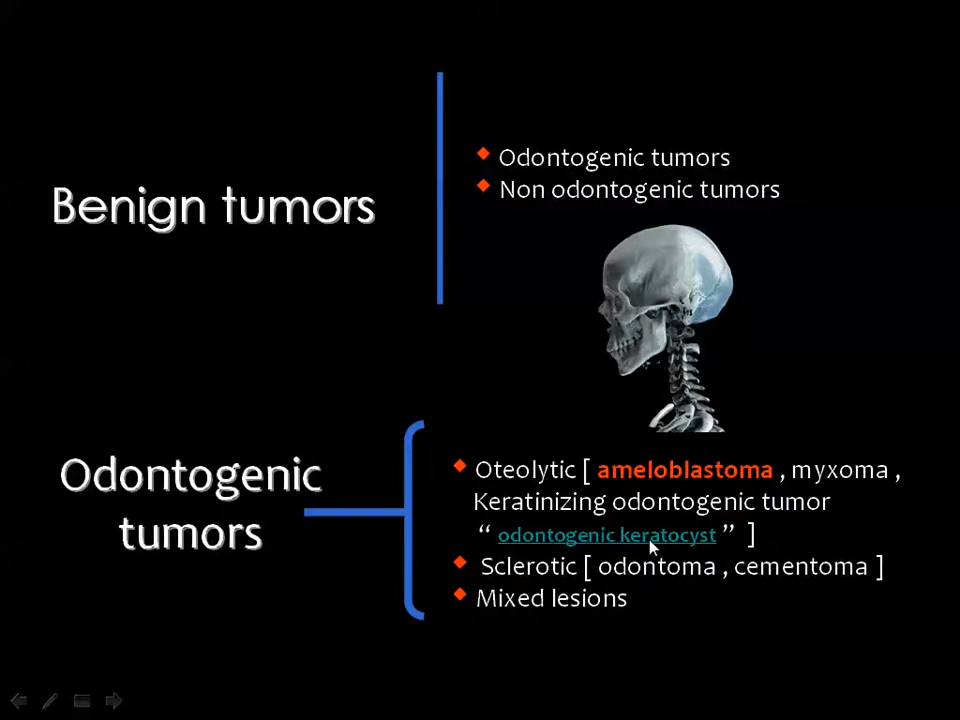 Benign tumors
Odontogenic tumors
Non odontogenic tumors
Odontogenic
tumors
Oteolytic [ ameloblastoma , myxoma ,
Keratinizing odontogenic tumor
“ odontogenic keratocyst ” ]
Sclerotic [ odontoma , cementoma ]
Mixed lesions